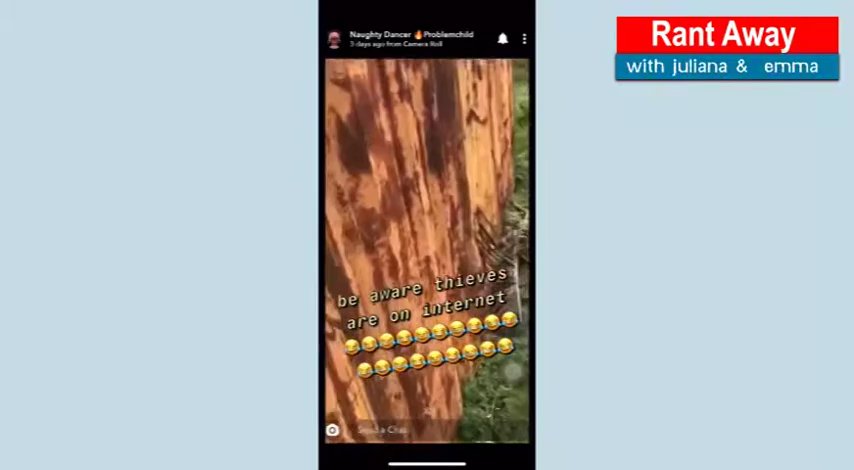 Naughty Dancer 🔥Problemchild
3 days ago from Camera Roll
Rant Away
with juliana & emma
be aware thieves
are on internet
😂😂😂😂😂😂😂😂😂😂
😂😂😂😂😂😂😂😂😂
Send a Chat